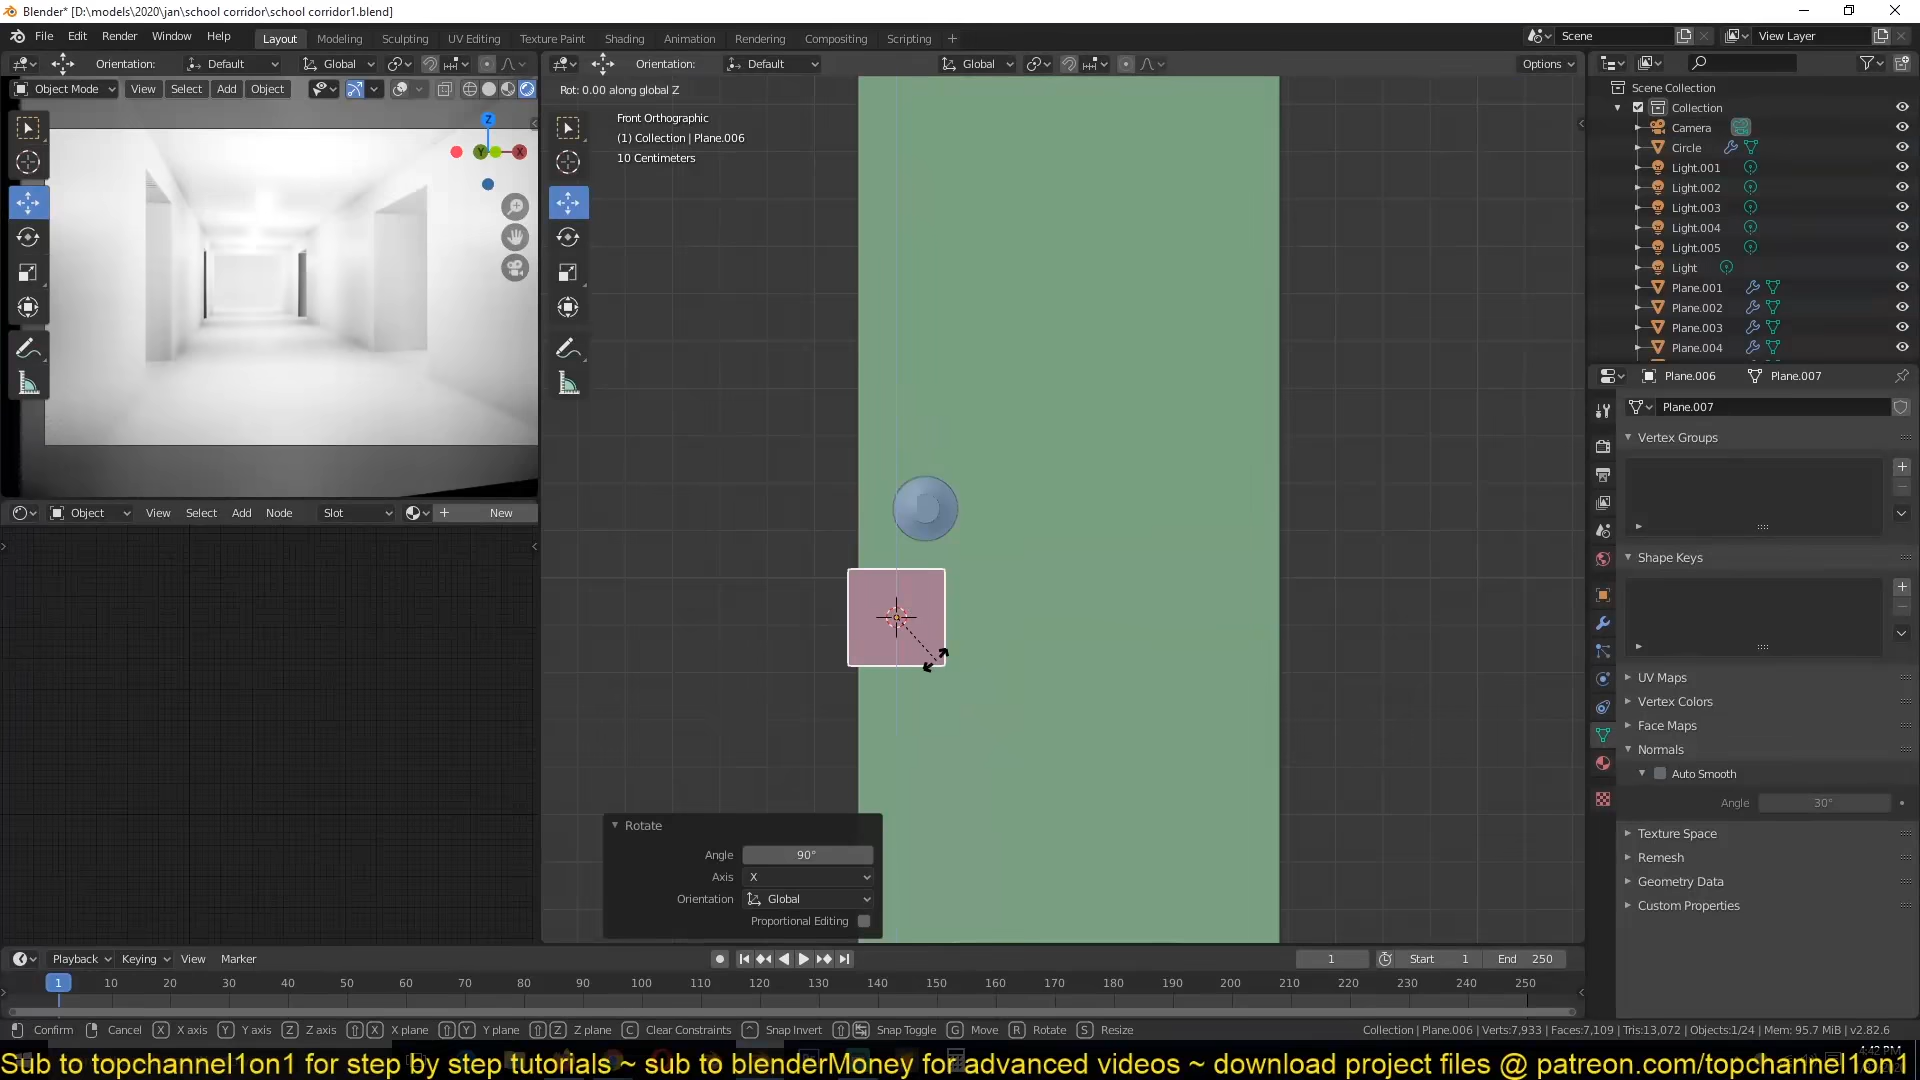 Blender* [D:\models\2020\jan\school corridor\school corridor1.blend]
File Edit Render Window Help Layout Modeling Sculpting UV Editing Texture Paint Shading Animation Rendering Compositing Scripting + Scene View Layer
Orientation: Default Global Orientation: Default Global Options
Object Mode View Select Add Object Rot: 0.00 along global Z
Front Orthographic
(1) Collection | Plane.006
10 Centimeters
Z
Y X
Scene Collection
Collection
Camera
Circle
Light.001
Light.002
Light.003
Light.004
Light.005
Light
Plane.001
Plane.002
Plane.003
Plane.004
Plane.006 Plane.007
Plane.007
Vertex Groups
Shape Keys
UV Maps
Vertex Colors
Face Maps
Normals
Auto Smooth
Angle 30°
Texture Space
Remesh
Geometry Data
Custom Properties
Object View Select Add Node Slot New
Rotate
Angle 90°
Axis X
Orientation Global
Proportional Editing
Playback Keying View Marker 1 Start 1 End 250
1 10 20 30 40 50 60 70 80 90 100 110 120 130 140 150 160 170 180 190 200 210 220 230 240 250
Confirm Cancel X X axis Y Y axis Z Z axis X X plane Y Y plane Z Z plane C Clear Constraints Snap Invert Snap Toggle G Move R Rotate S Resize Collection | Plane.006 | Verts:7,933 | Faces:7,109 | Tris:13,072 | Objects:1/24 | Mem: 95.7 MiB | v2.82.6
4:42 PM
Sub to topchannel1on1 for step by step tutorials ~ sub to blenderMoney for advanced videos ~ download project files @ patreon.com/topchannel1on1